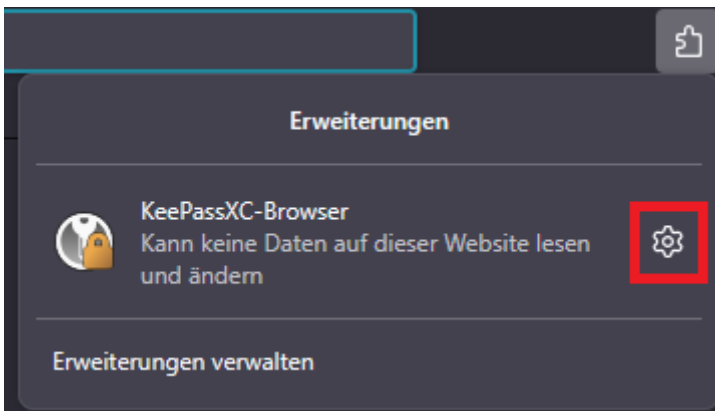 Erweiterungen
KeePassXC-Browser
Kann keine Daten auf dieser Website lesen
und ändern
Erweiterungen verwalten